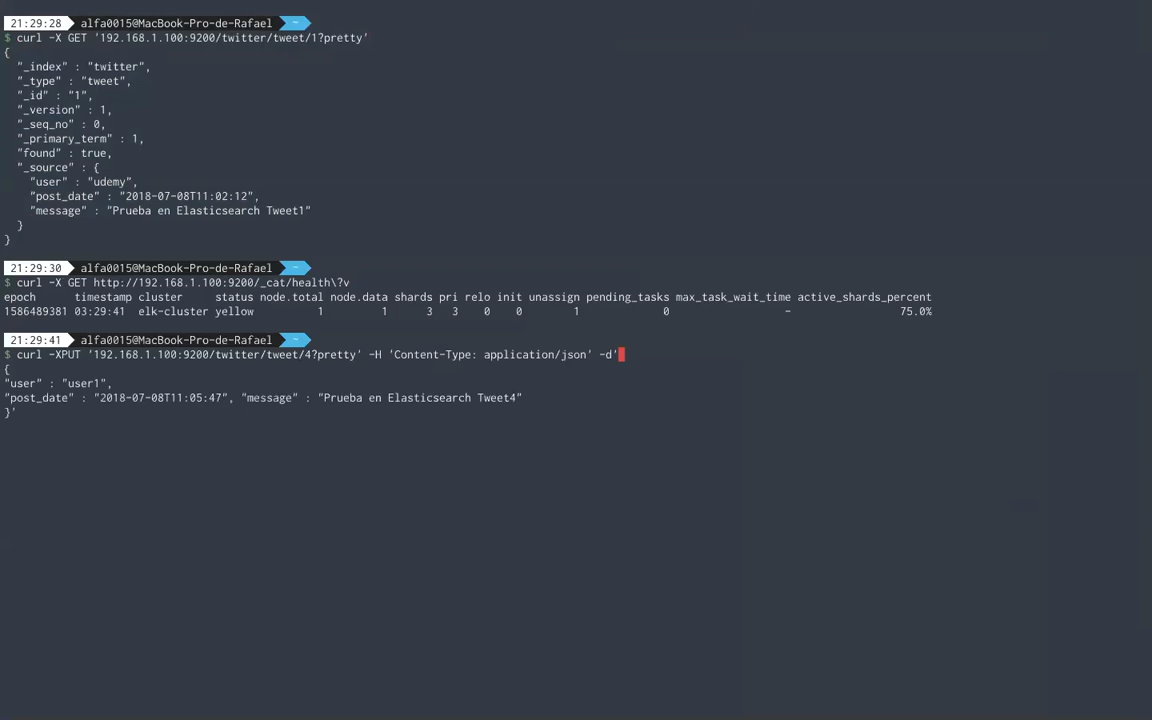 21:29:28 alfa0015@MacBook-Pro-de-Rafael ~
$ curl -X GET '192.168.1.100:9200/twitter/tweet/1?pretty'
{
"_index" : "twitter",
"_type" : "tweet",
"_id" : "1",
"_version" : 1,
"_seq_no" : 0,
"_primary_term" : 1,
"found" : true,
"_source" : {
"user" : "udemy",
"post_date" : "2018-07-08T11:02:12",
"message" : "Prueba en Elasticsearch Tweet1"
}
}
21:29:30 alfa0015@MacBook-Pro-de-Rafael ~
$ curl -X GET http://192.168.1.100:9200/_cat/health\?v
epoch timestamp cluster status node.total node.data shards pri relo init unassign pending_tasks max_task_wait_time active_shards_percent
1586489381 03:29:41 elk-cluster yellow 1 1 3 3 0 0 1 0 - 75.0%
21:29:41 alfa0015@MacBook-Pro-de-Rafael ~
$ curl -XPUT '192.168.1.100:9200/twitter/tweet/4?pretty' -H 'Content-Type: application/json' -d'
{
"user" : "user1",
"post_date" : "2018-07-08T11:05:47", "message" : "Prueba en Elasticsearch Tweet4"
}'